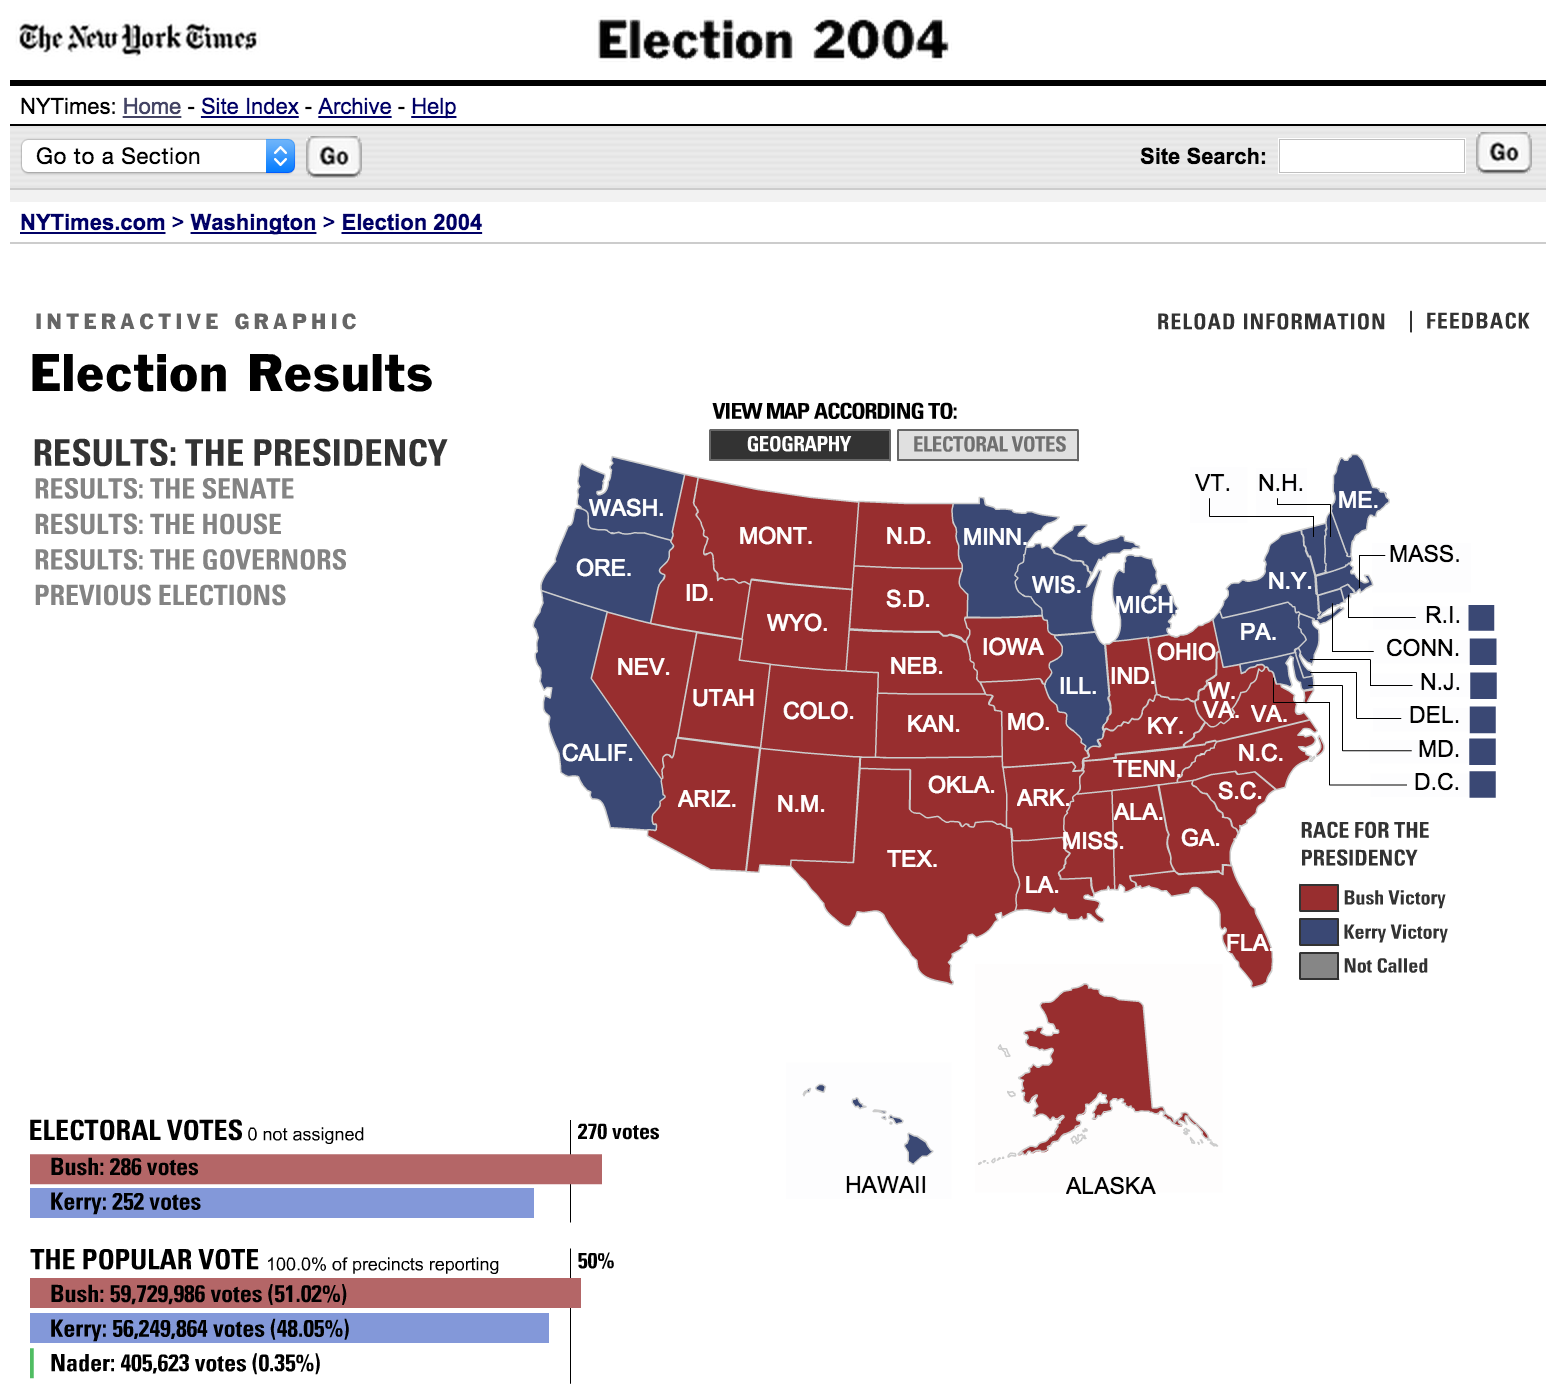 The New York Times
Election 2004
NYTimes: Home - Site Index - Archive - Help
Go to a Section
Go
Site Search:
Go
NYTimes.com > Washington > Election 2004
INTERACTIVE GRAPHIC
RELOAD INFORMATION | FEEDBACK
Election Results
VIEW MAP ACCORDING TO:
GEOGRAPHY
ELECTORAL VOTES
RESULTS: THE PRESIDENCY
RESULTS: THE SENATE
RESULTS: THE HOUSE
RESULTS: THE GOVERNORS
PREVIOUS ELECTIONS
WASH.
ORE.
CALIF.
MONT.
ID.
WYO.
NEV.
UTAH
COLO.
ARIZ.
N.M.
N.D.
S.D.
NEB.
KAN.
OKLA.
TEX.
MINN.
IOWA
MO.
ARK.
LA.
WIS.
ILL.
MICH
IND.
OHIO
KY.
TENN.
MISS.
ALA.
GA.
FLA.
S.C.
N.C.
VA.
W.
VA.
PA.
N.Y.
VT.
N.H.
ME.
MASS.
R.I.
CONN.
N.J.
DEL.
MD.
D.C.
RACE FOR THE
PRESIDENCY
Bush Victory
Kerry Victory
Not Called
HAWAII
ALASKA
ELECTORAL VOTES 0 not assigned
270 votes
Bush: 286 votes
Kerry: 252 votes
THE POPULAR VOTE 100.0% of precincts reporting
50%
Bush: 59,729,986 votes (51.02%)
Kerry: 56,249,864 votes (48.05%)
Nader: 405,623 votes (0.35%)